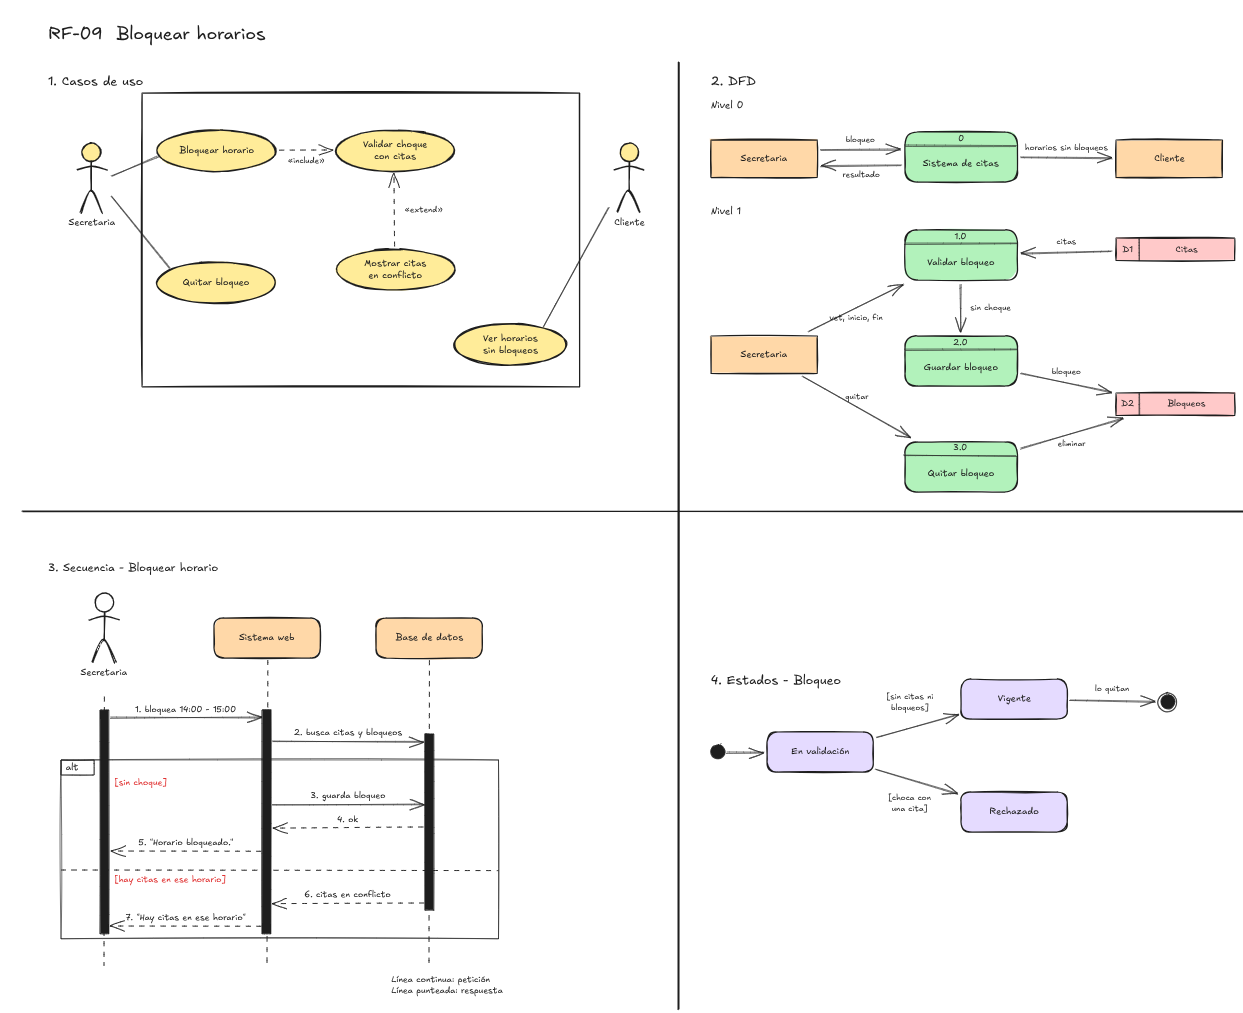 RF-09 Bloquear horarios
1. Casos de uso
Bloquear horario
«include»
Validar choque
con citas
«extend»
Mostrar citas
en conflicto
Secretaria
Quitar bloqueo
Cliente
Ver horarios
sin bloqueos
2. DFD
Nivel 0
Secretaria
bloqueo
resultado
0
Sistema de citas
horarios sin bloqueos
Cliente
Nivel 1
1.0
Validar bloqueo
citas
D1
Citas
vet, inicio, fin
sin choque
Secretaria
2.0
Guardar bloqueo
bloqueo
D2
Bloqueos
quitar
3.0
Quitar bloqueo
eliminar
3. Secuencia - Bloquear horario
Secretaria
Sistema web
Base de datos
1. bloquea 14:00 - 15:00
2. busca citas y bloqueos
alt
[sin choque]
3. guarda bloqueo
4. ok
5. "Horario bloqueado."
[hay citas en ese horario]
6. citas en conflicto
7. "Hay citas en ese horario"
Línea continua: petición
Línea punteada: respuesta
4. Estados - Bloqueo
En validación
[sin citas ni
bloqueos]
Vigente
lo quitan
[choca con
una cita]
Rechazado